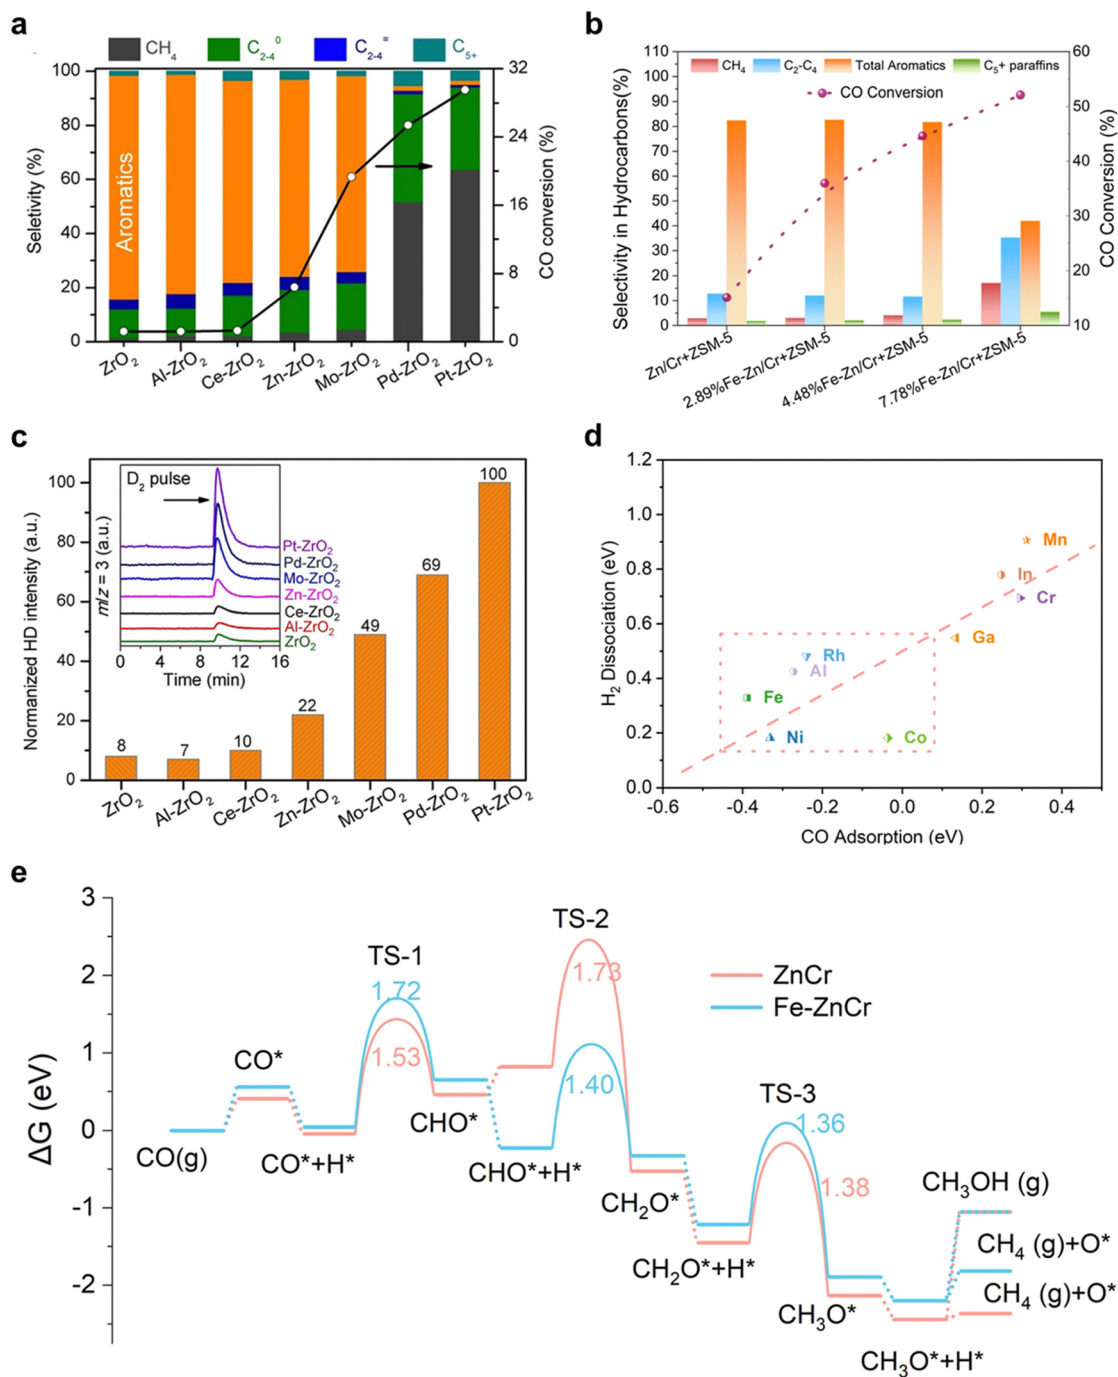 a
CH4 C2-4^0 C2-4^= C5+
100
80
60
40
20
0
Seletivity (%)
Aromatics
32
24
16
8
0
CO conversion (%)
ZrO2
Al-ZrO2
Ce-ZrO2
Zn-ZrO2
Mo-ZrO2
Pd-ZrO2
Pt-ZrO2
b
110
100
90
80
70
60
50
40
30
20
10
0
Selectivity in Hydrocarbons(%)
CH4 C2-C4 Total Aromatics C5+ paraffins
CO Conversion
60
50
40
30
20
10
CO Conversion (%)
Zn/Cr+ZSM-5
2.89%Fe-Zn/Cr+ZSM-5
4.48%Fe-Zn/Cr+ZSM-5
7.78%Fe-Zn/Cr+ZSM-5
c
Normanized HD intensity (a.u.)
100
80
60
40
20
0
D2 pulse
m/z = 3 (a.u.)
Pt-ZrO2
Pd-ZrO2
Mo-ZrO2
Zn-ZrO2
Ce-ZrO2
Al-ZrO2
ZrO2
0 4 8 12 16
Time (min)
8
7
10
22
49
69
100
ZrO2
Al-ZrO2
Ce-ZrO2
Zn-ZrO2
Mo-ZrO2
Pd-ZrO2
Pt-ZrO2
d
1.2
1.0
0.8
0.6
0.4
0.2
0.0
H2 Dissociation (eV)
Mn
In
Cr
Ga
Rh
Al
Fe
Ni
Co
-0.6 -0.4 -0.2 0.0 0.2 0.4
CO Adsorption (eV)
e
3
2
1
0
-1
-2
ΔG (eV)
TS-1
TS-2
TS-3
ZnCr
Fe-ZnCr
1.72
1.53
1.73
1.40
1.36
1.38
CO(g)
CO*
CO*+H*
CHO*
CHO*+H*
CH2O*
CH2O*+H*
CH3O*
CH3O*+H*
CH3OH (g)
CH4 (g)+O*
CH4 (g)+O*